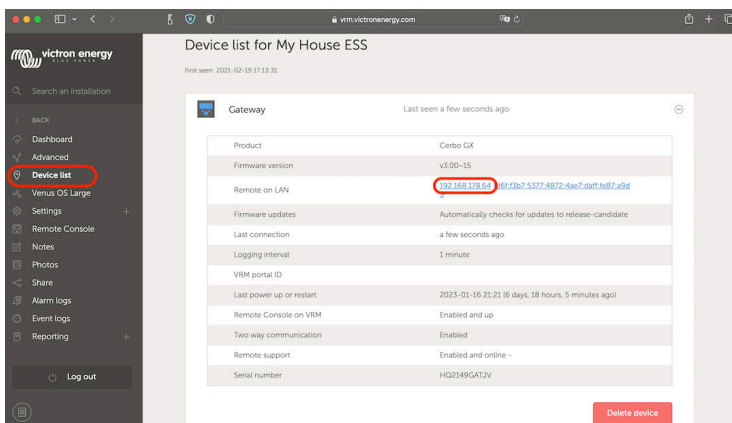 vrm.victronenergy.com
victron energy
BLUE POWER
Search an installation
BACK
Dashboard
Advanced
Device list
Venus OS Large
Settings
Remote Console
Notes
Photos
Share
Alarm logs
Event logs
Reporting
Log out
Device list for My House ESS
First seen: 2021-02-19 17:13:31
Gateway Last seen a few seconds ago
Product Cerbo GX
Firmware version v3.00~15
Remote on LAN 192.168.178.64
Firmware updates Automatically checks for updates to release-candidate
Last connection a few seconds ago
Logging interval 1 minute
VRM portal ID
Last power up or restart 2023-01-16 21:21 (6 days, 18 hours, 5 minutes ago)
Remote Console on VRM Enabled and up
Two way communication Enabled
Remote support Enabled and online -
Serial number HQ2149GATJV
Delete device